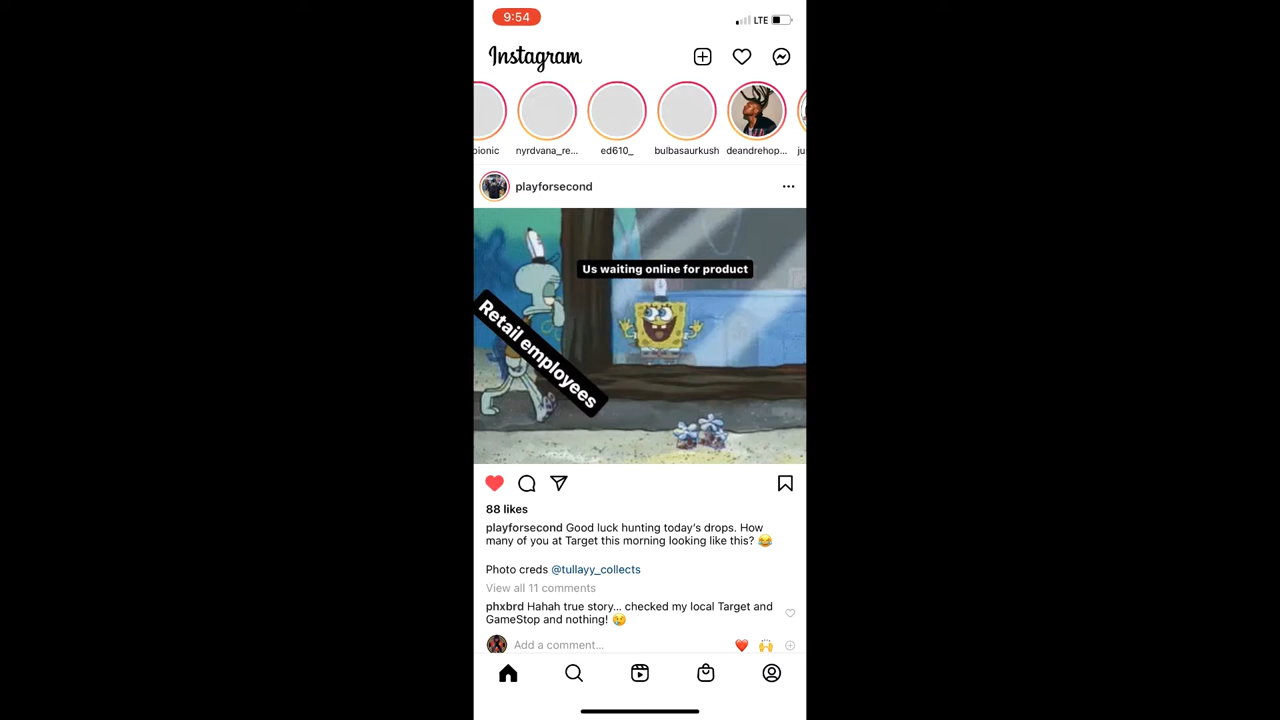 9:54
LTE
Instagram
pionic
nyrdvana_re...
ed610_
bulbasaurkush
deandrehop...
ju
playforsecond
Us waiting online for product
Retail employees
88 likes
playforsecond Good luck hunting today's drops. How
many of you at Target this morning looking like this? 😂
Photo creds @tullayy_collects
View all 11 comments
phxbrd Hahah true story... checked my local Target and
GameStop and nothing! 😢
Add a comment...